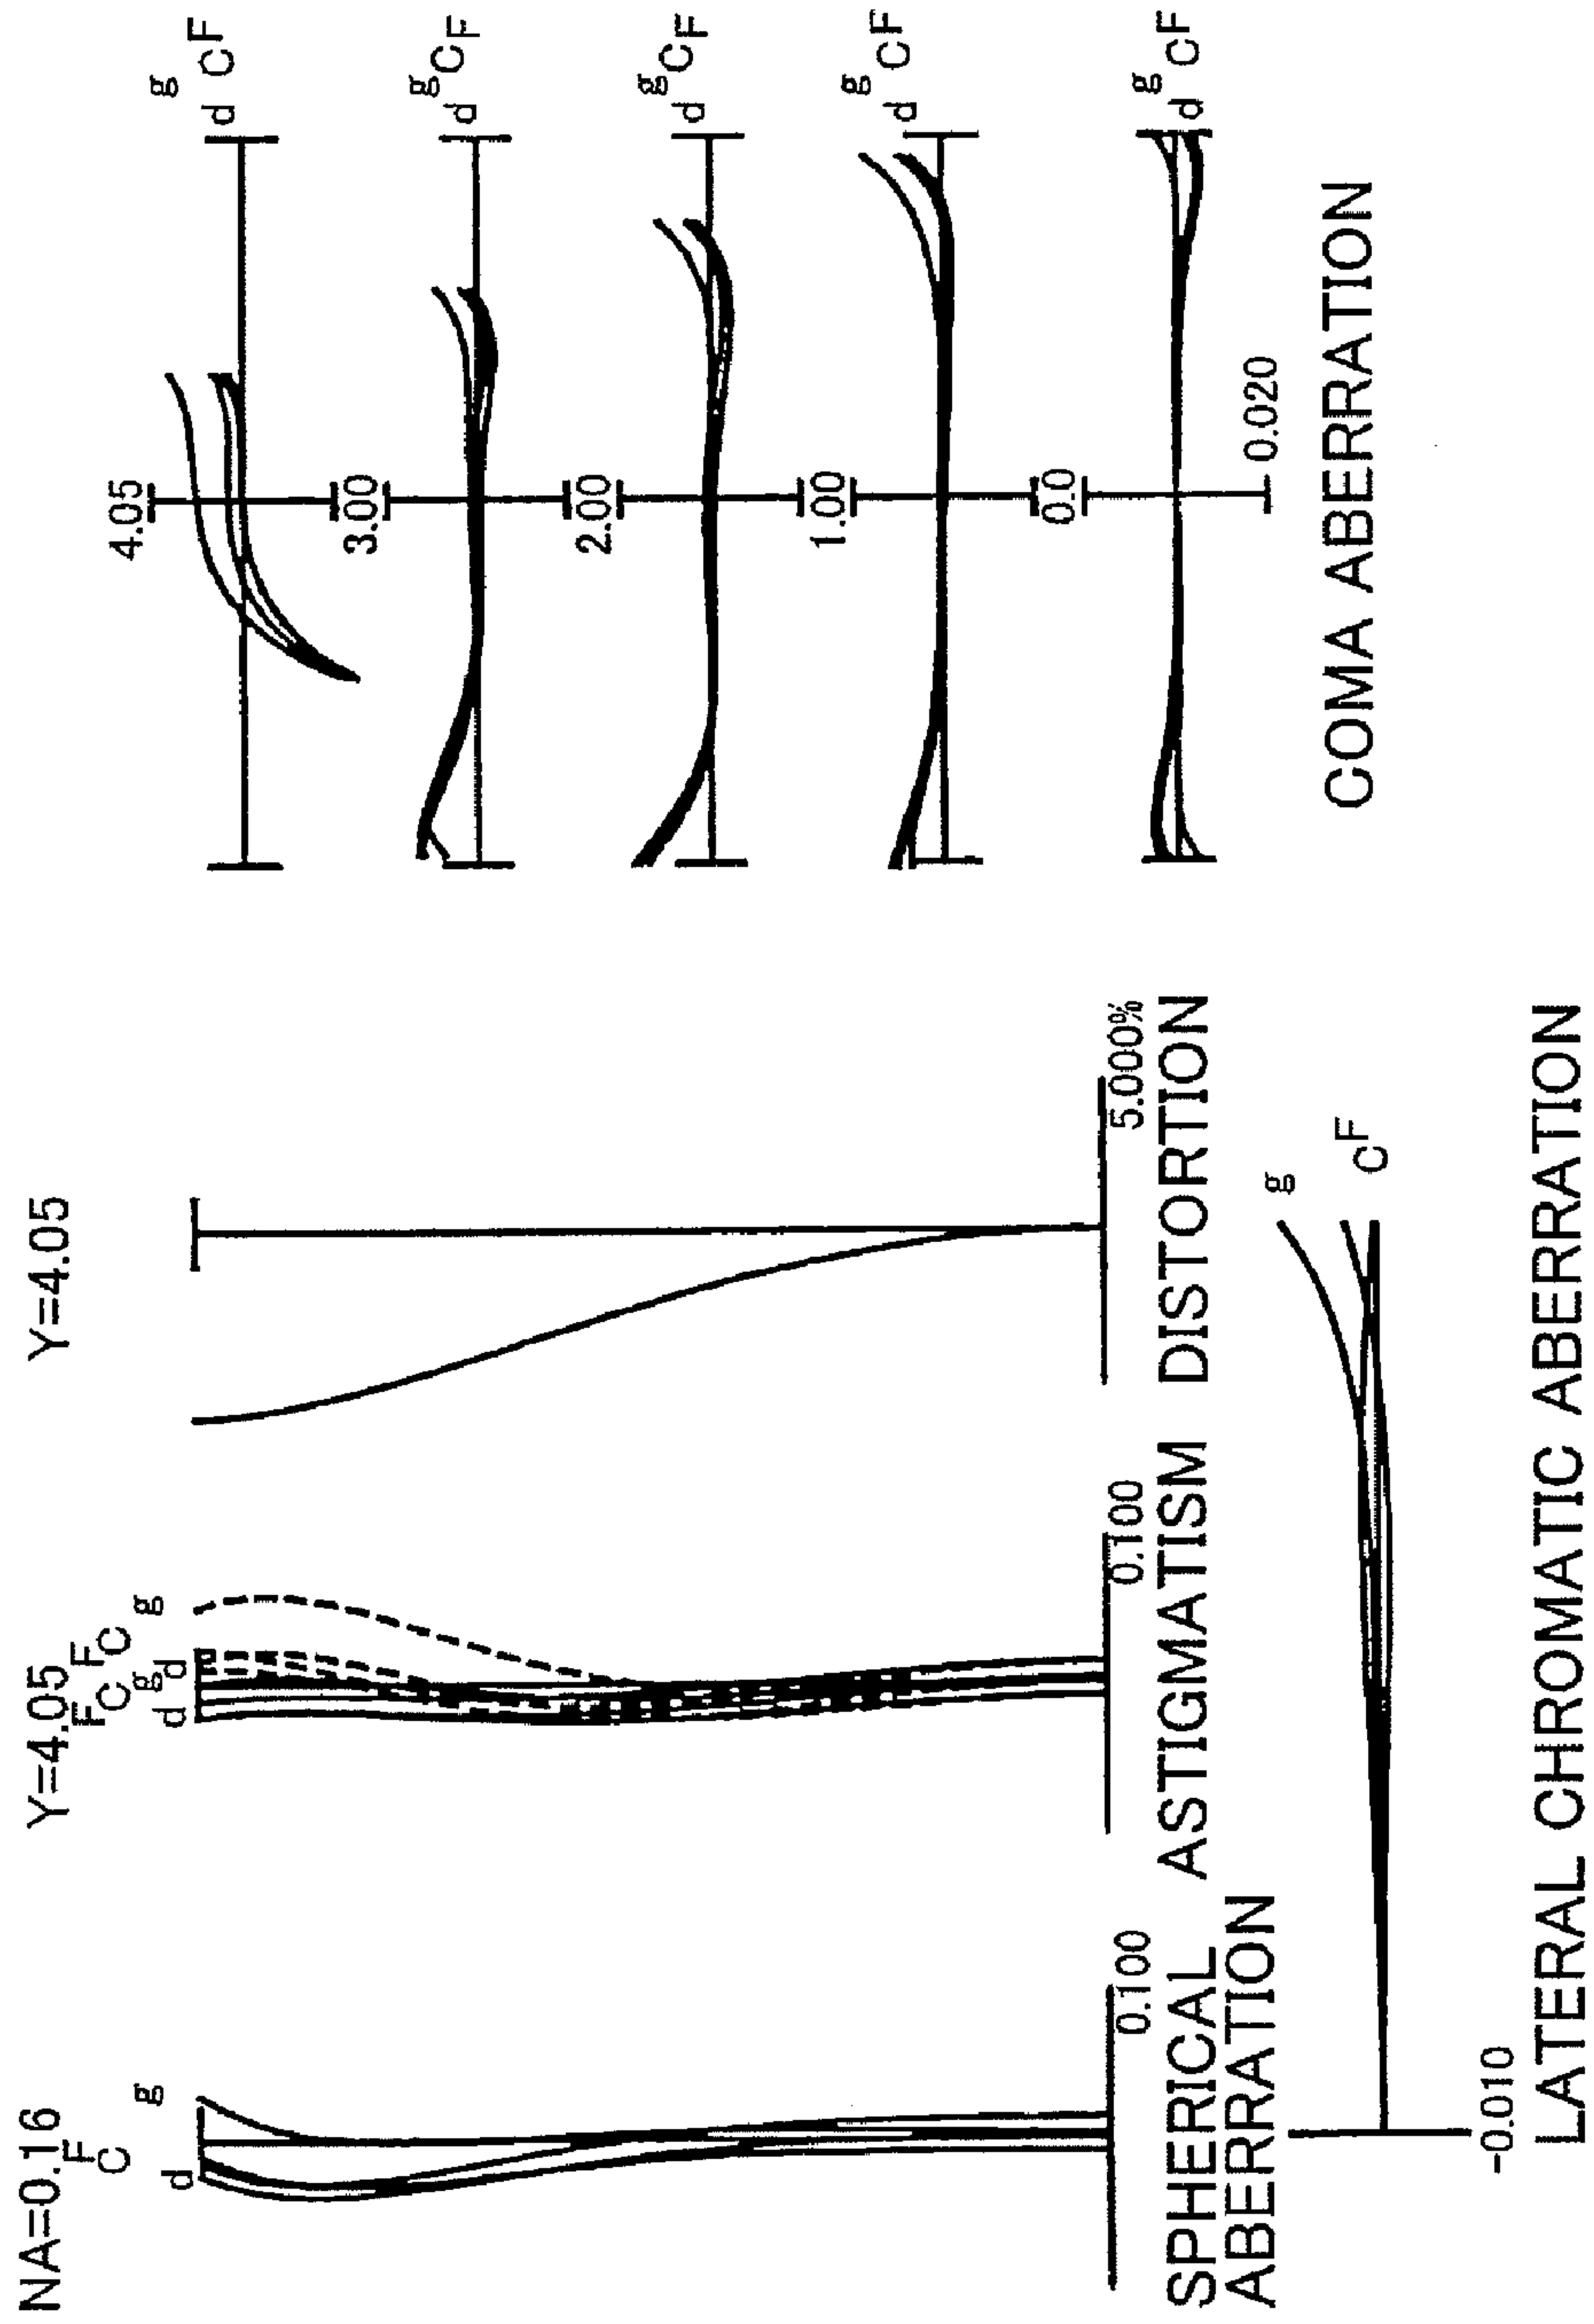 NA=0.16
F
C
g
d
0.100
SPHERICAL
ABERRATION
Y=4.05
F
C
g
d
F
C
g
d
0.100
ASTIGMATISM
Y=4.05
5.000%
DISTORTION
4.05
g
d
C
F
3.00
g
d
C
F
2.00
g
d
C
F
1.00
g
d
C
F
0.0
g
d
C
F
0.020
COMA ABERRATION
g
C
F
-0.010
LATERAL CHROMATIC ABERRATION